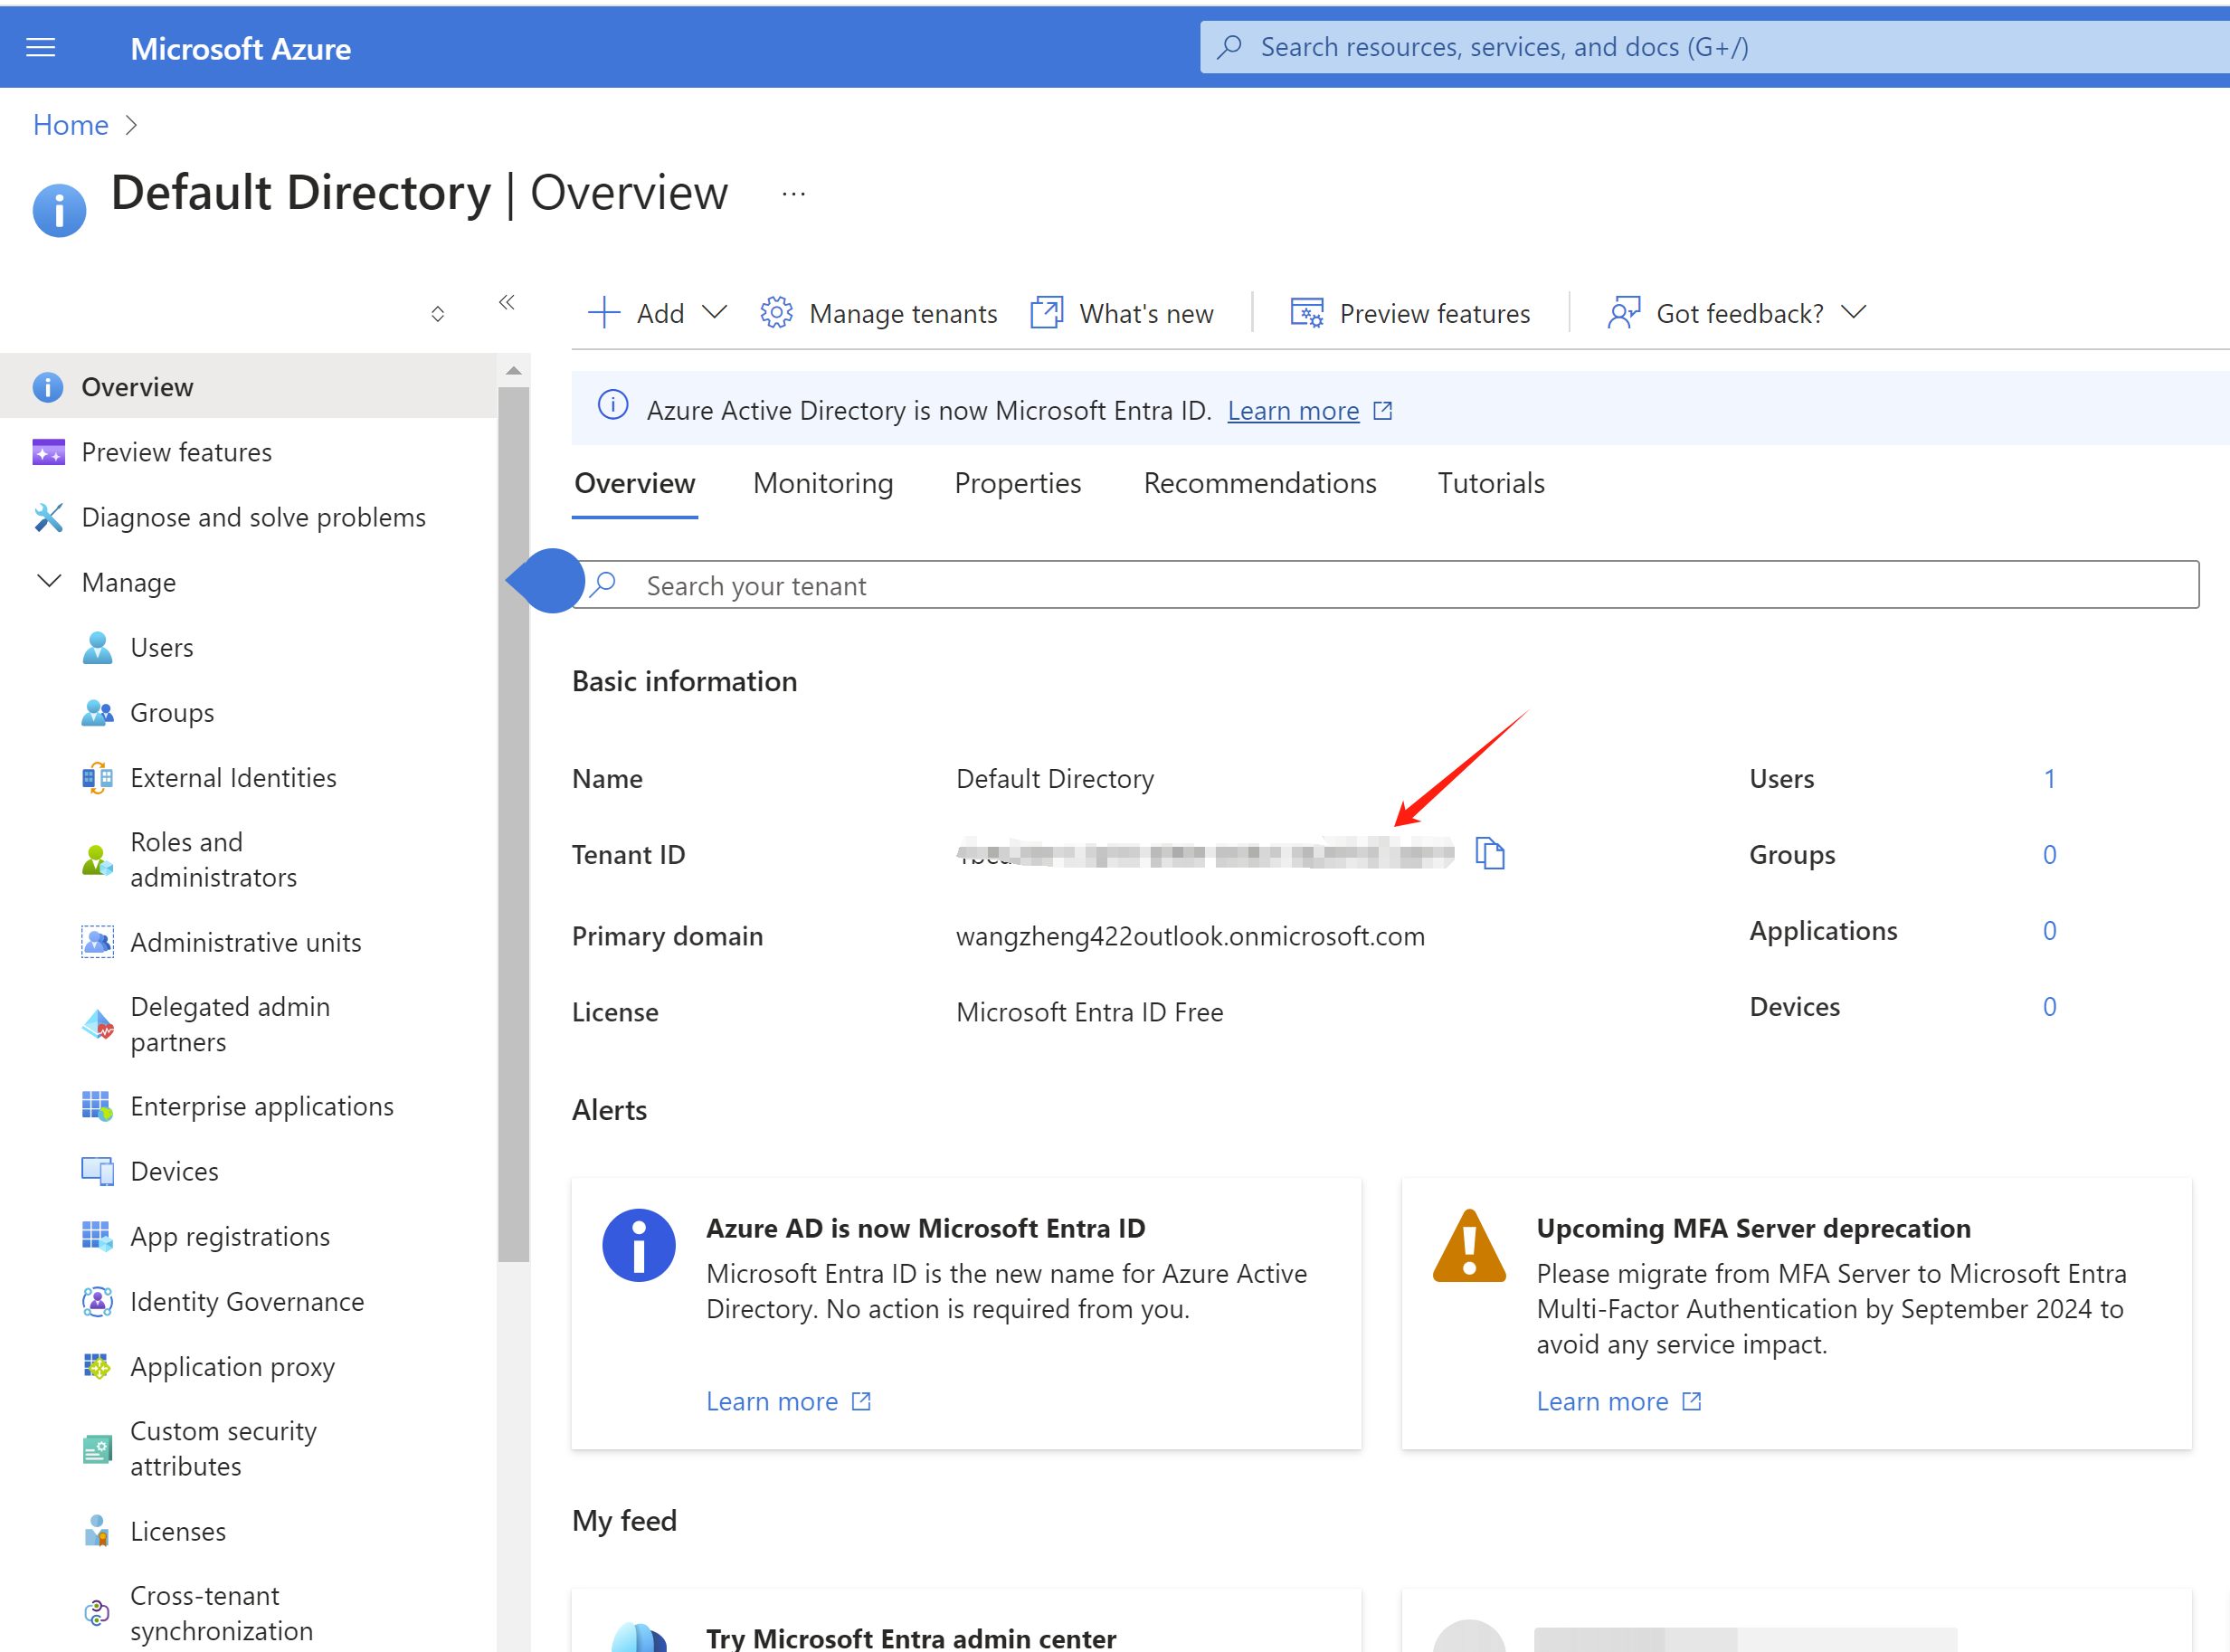 Microsoft Azure
Search resources, services, and docs (G+/)
Home
Default Directory | Overview
Add
Manage tenants
What's new
Preview features
Got feedback?
Overview
Preview features
Diagnose and solve problems
Manage
Users
Groups
External Identities
Roles and
administrators
Administrative units
Delegated admin
partners
Enterprise applications
Devices
App registrations
Identity Governance
Application proxy
Custom security
attributes
Licenses
Cross-tenant
synchronization
Azure Active Directory is now Microsoft Entra ID. Learn more
Overview Monitoring Properties Recommendations Tutorials
Search your tenant
Basic information
Name Default Directory
Tenant ID
Primary domain wangzheng422outlook.onmicrosoft.com
License Microsoft Entra ID Free
Users 1
Groups 0
Applications 0
Devices 0
Alerts
Azure AD is now Microsoft Entra ID
Microsoft Entra ID is the new name for Azure Active
Directory. No action is required from you.
Learn more
Upcoming MFA Server deprecation
Please migrate from MFA Server to Microsoft Entra
Multi-Factor Authentication by September 2024 to
avoid any service impact.
Learn more
My feed
Try Microsoft Entra admin center